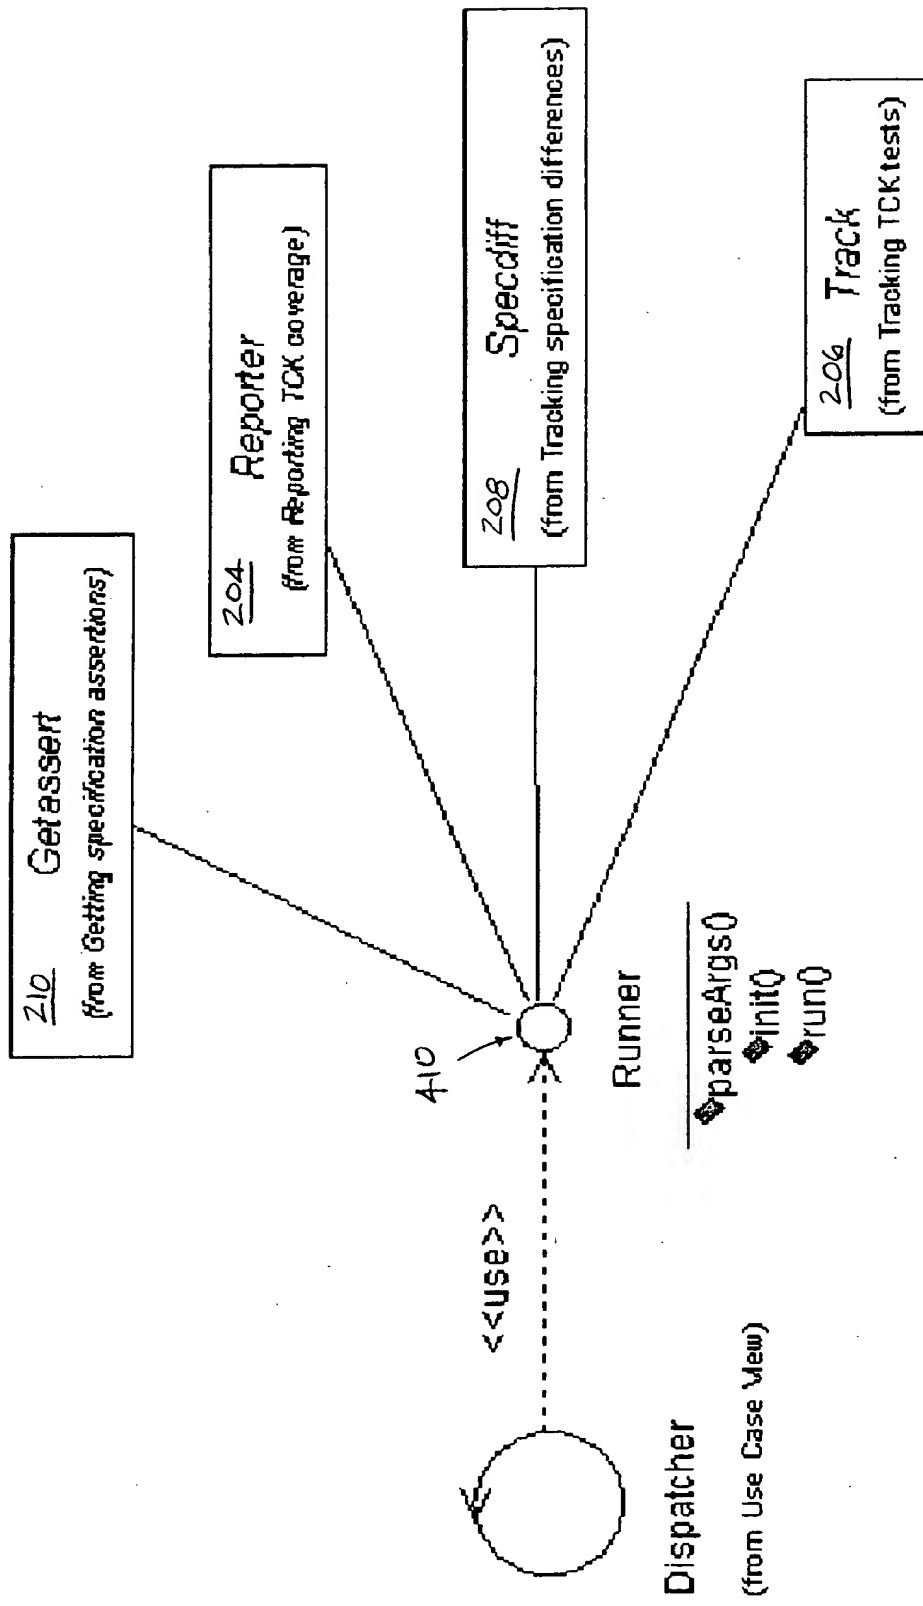 210 Getassert
(from Getting specification assertions)
204 Reporter
(from Reporting TCK coverage)
208 Specdiff
(from Tracking specification differences)
206 Track
(from Tracking TCK tests)
410
Runner
parseArgs()
init()
run()
<<use>>
Dispatcher
(from Use Case View)